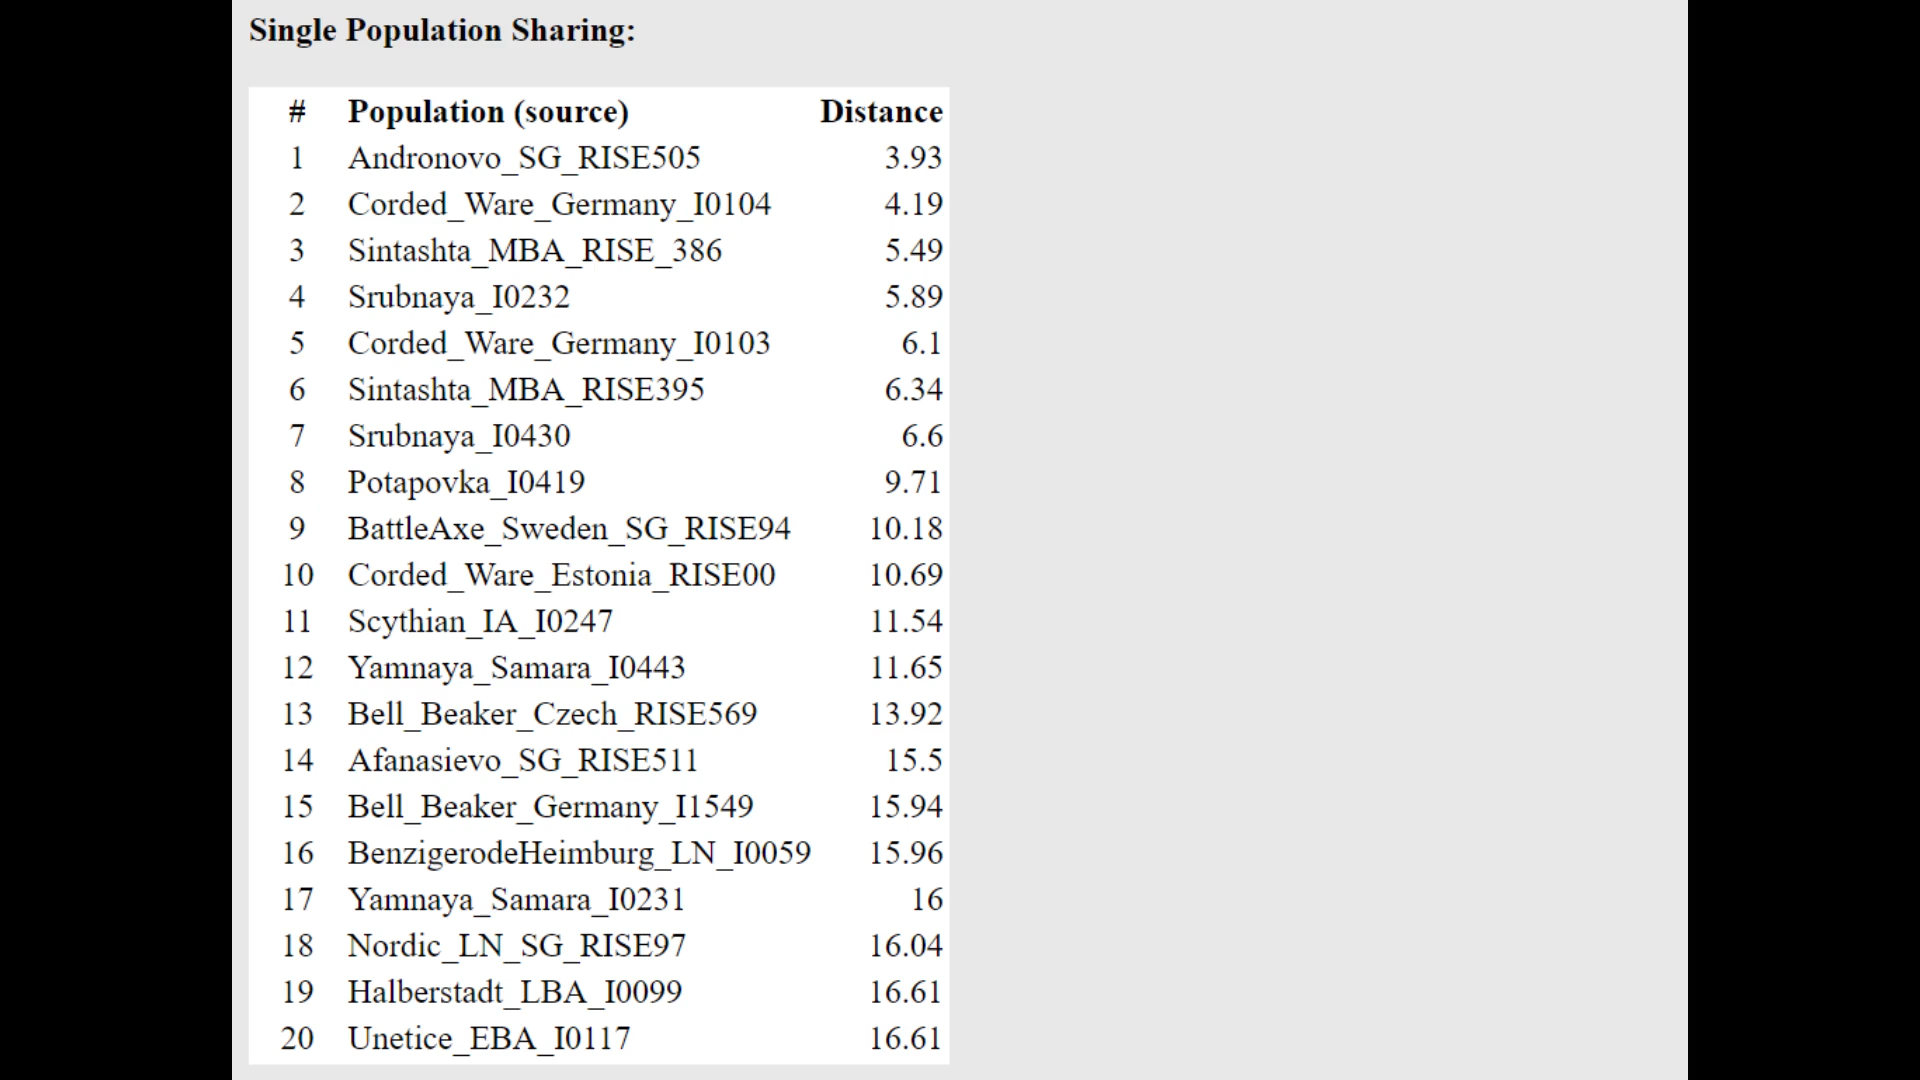 Single Population Sharing:
# Population (source) Distance
1 Andronovo_SG_RISE505 3.93
2 Corded_Ware_Germany_I0104 4.19
3 Sintashta_MBA_RISE_386 5.49
4 Srubnaya_I0232 5.89
5 Corded_Ware_Germany_I0103 6.1
6 Sintashta_MBA_RISE395 6.34
7 Srubnaya_I0430 6.6
8 Potapovka_I0419 9.71
9 BattleAxe_Sweden_SG_RISE94 10.18
10 Corded_Ware_Estonia_RISE00 10.69
11 Scythian_IA_I0247 11.54
12 Yamnaya_Samara_I0443 11.65
13 Bell_Beaker_Czech_RISE569 13.92
14 Afanasievo_SG_RISE511 15.5
15 Bell_Beaker_Germany_I1549 15.94
16 BenzigerodeHeimburg_LN_I0059 15.96
17 Yamnaya_Samara_I0231 16
18 Nordic_LN_SG_RISE97 16.04
19 Halberstadt_LBA_I0099 16.61
20 Unetice_EBA_I0117 16.61